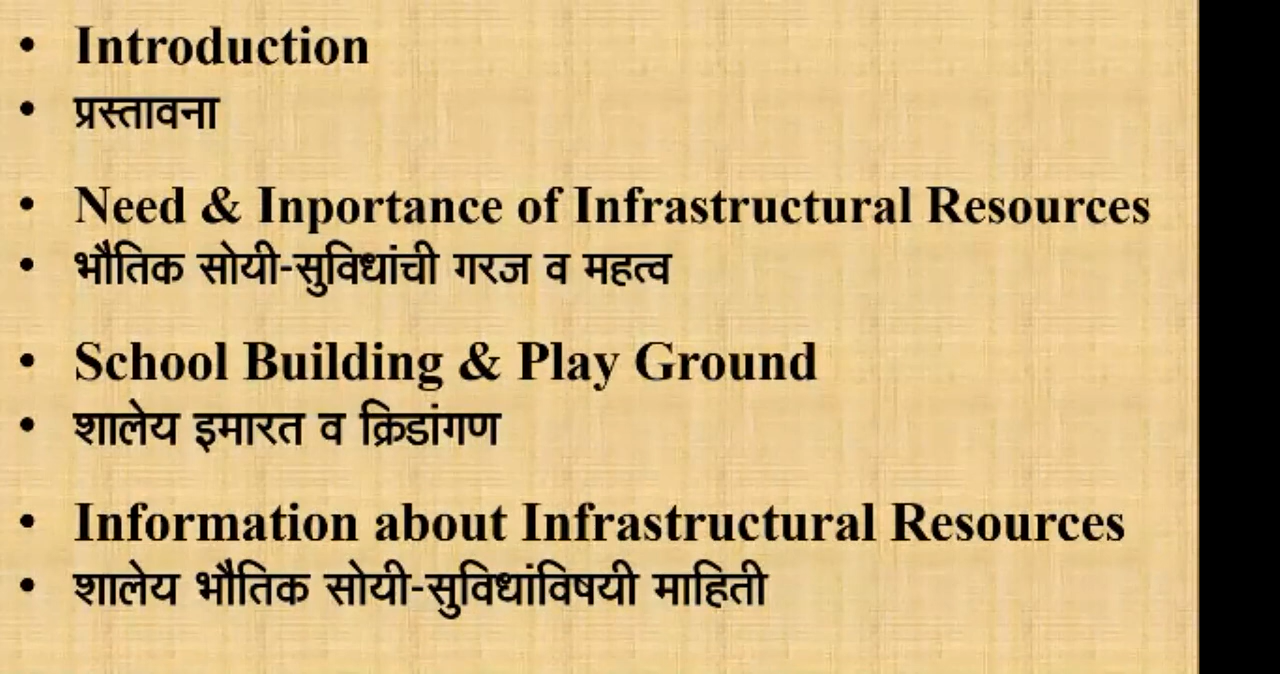 • Introduction
• प्रस्तावना
• Need & Inportance of Infrastructural Resources
• भौतिक सोयी-सुविधांची गरज व महत्व
• School Building & Play Ground
• शालेय इमारत व क्रिडांगण
• Information about Infrastructural Resources
• शालेय भौतिक सोयी-सुविधांविषयी माहिती